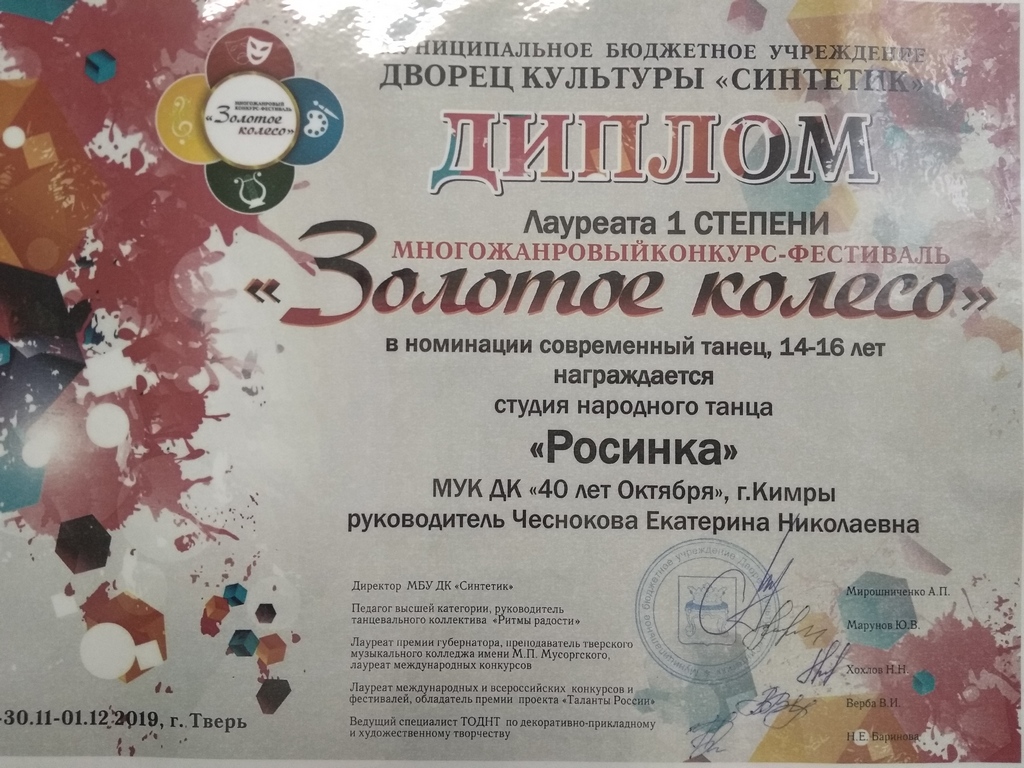 МУНИЦИПАЛЬНОЕ БЮДЖЕТНОЕ УЧРЕЖДЕНИЕ
ДВОРЕЦ КУЛЬТУРЫ «СИНТЕТИК»
МНОГОЖАНРОВЫЙ
КОНКУРС-ФЕСТИВАЛЬ
«Золотое
колесо»
ДИПЛОМ
Лауреата 1 СТЕПЕНИ
МНОГОЖАНРОВЫЙКОНКУРС-ФЕСТИВАЛЬ
«Золотое колесо»
в номинации современный танец, 14-16 лет
награждается
студия народного танца
«Росинка»
МУК ДК «40 лет Октября», г.Кимры
руководитель Чеснокова Екатерина Николаевна
Директор МБУ ДК «Синтетик»
Мирошниченко А.П.
Педагог высшей категории, руководитель
танцевального коллектива «Ритмы радости»
Марунов Ю.В.
Лауреат премии губернатора, преподаватель тверского
музыкального колледжа имени М.П. Мусоргского,
лауреат международных конкурсов
Хохлов Н.Н.
Лауреат международных и всероссийских конкурсов и
фестивалей, обладатель премии проекта «Таланты России»
Верба В.И.
Ведущий специалист ТОДНТ по декоративно-прикладному
и художественному творчеству
Н.Е. Баринова
-30.11-01.12.2019, г. Тверь